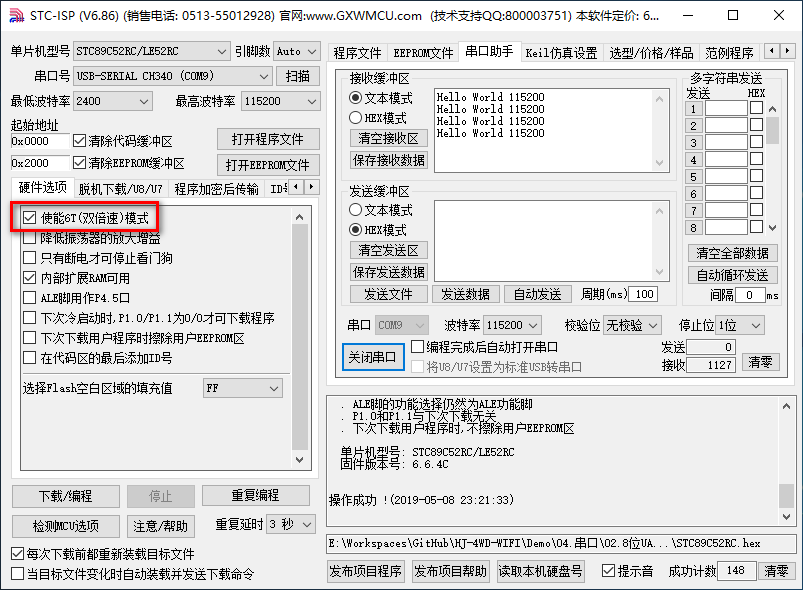 STC-ISP (V6.86) (销售电话: 0513-55012928) 官网:www.GXWMCU.com (技术支持QQ:800003751) 本软件定价: 6...
单片机型号 STC89C52RC/LE52RC 引脚数 Auto
串口号 USB-SERIAL CH340 (COM9) 扫描
最低波特率 2400 最高波特率 115200
起始地址
0x0000 清除代码缓冲区 打开程序文件
0x2000 清除EEPROM缓冲区 打开EEPROM文件
硬件选项 脱机下载/U8/U7 程序加密后传输 ID号
使能6T(双倍速)模式
降低振荡器的放大增益
只有断电才可停止看门狗
内部扩展RAM可用
ALE脚用作P4.5口
下次冷启动时,P1.0/P1.1为0/0才可下载程序
下次下载用户程序时擦除用户EEPROM区
在代码区的最后添加ID号
选择Flash空白区域的填充值 FF
下载/编程 停止 重复编程
检测MCU选项 注意/帮助 重复延时 3 秒
每次下载前都重新装载目标文件
当目标文件变化时自动装载并发送下载命令
程序文件 EEPROM文件 串口助手 Keil仿真设置 选型/价格/样品 范例程序
接收缓冲区
文本模式
HEX模式
清空接收区
保存接收数据
Hello World 115200
Hello World 115200
Hello World 115200
Hello World 115200
发送缓冲区
文本模式
HEX模式
清空发送区
保存发送数据
发送文件 发送数据 自动发送 周期(ms) 100
多字符串发送
发送 HEX
1
2
3
4
5
6
7
8
清空全部数据
自动循环发送
间隔 0 ms
串口 COM9 波特率 115200 校验位 无校验 停止位 1位
关闭串口 编程完成后自动打开串口
将U8/U7设置为标准USB转串口
发送 0
接收 1127 清零
. ALE脚的功能选择仍然为ALE功能脚
. P1.0和P1.1与下次下载无关
. 下次下载用户程序时,不擦除用户EEPROM区
单片机型号: STC89C52RC/LE52RC
固件版本号: 6.6.4C
操作成功 !(2019-05-08 23:21:33)
E:\Workspaces\GitHub\HJ-4WD-WIFI\Demo\04.串口\02.8位UA...\STC89C52RC.hex
发布项目程序 发布项目帮助 读取本机硬盘号 提示音 成功计数 148 清零